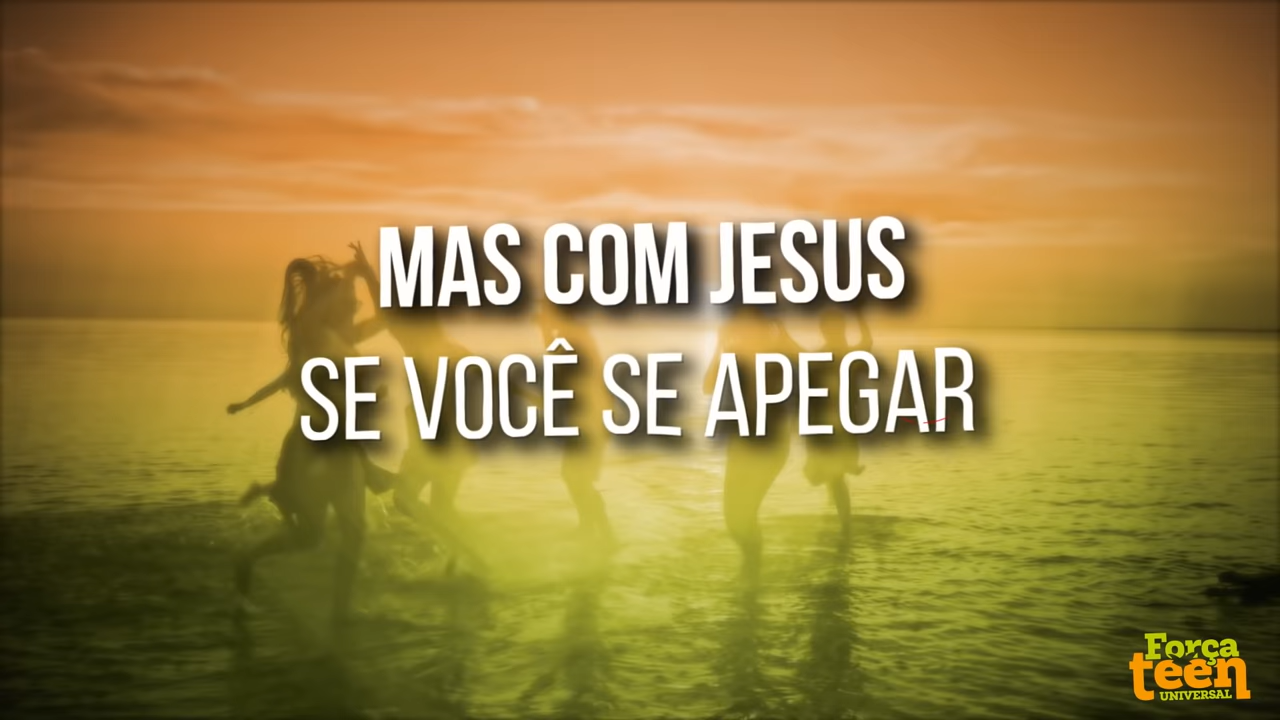 MAS COM JESUS
SE VOCÊ SE APEGAR
Força
teen
UNIVERSAL